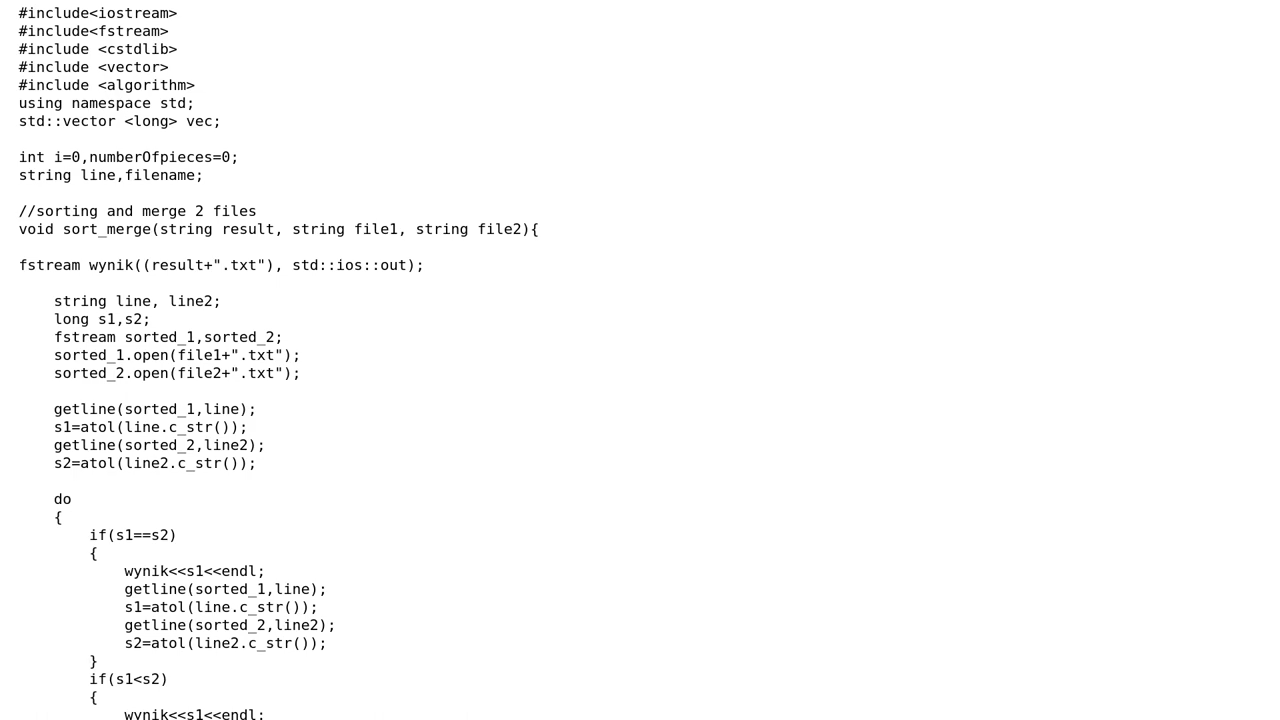 #include<iostream>
#include<fstream>
#include <cstdlib>
#include <vector>
#include <algorithm>
using namespace std;
std::vector <long> vec;
int i=0,numberOfpieces=0;
string line,filename;
//sorting and merge 2 files
void sort_merge(string result, string file1, string file2){
fstream wynik((result+".txt"), std::ios::out);
string line, line2;
long s1,s2;
fstream sorted_1,sorted_2;
sorted_1.open(file1+".txt");
sorted_2.open(file2+".txt");
getline(sorted_1,line);
s1=atol(line.c_str());
getline(sorted_2,line2);
s2=atol(line2.c_str());
do
{
if(s1==s2)
{
wynik<<s1<<endl;
getline(sorted_1,line);
s1=atol(line.c_str());
getline(sorted_2,line2);
s2=atol(line2.c_str());
}
if(s1<s2)
{
wynik<<s1<<endl;